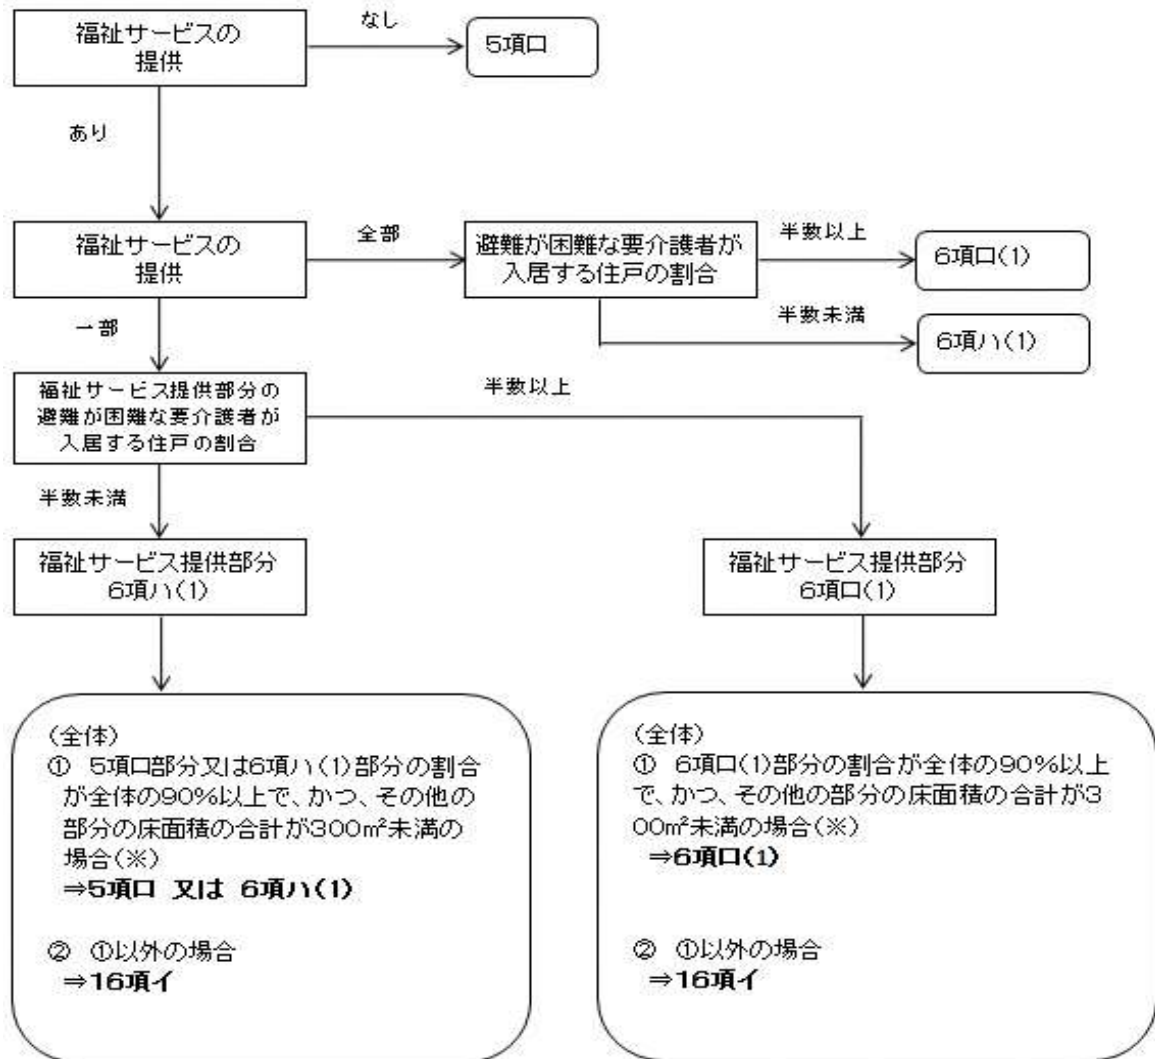 福祉サービスの
提供
なし
5項ロ
あり
福祉サービスの
提供
全部
避難が困難な要介護者が
入居する住戸の割合
半数以上
6項ロ(1)
半数未満
6項ハ(1)
一部
福祉サービス提供部分の
避難が困難な要介護者が
入居する住戸の割合
半数以上
半数未満
福祉サービス提供部分
6項ハ(1)
福祉サービス提供部分
6項ロ(1)
(全体)
① 5項ロ部分又は6項ハ(1)部分の割合
が全体の90%以上で、かつ、その他の
部分の床面積の合計が300㎡未満の
場合(※)
⇒5項ロ 又は 6項ハ(1)
② ①以外の場合
⇒16項イ
(全体)
① 6項ロ(1)部分の割合が全体の90%以上
で、かつ、その他の部分の床面積の合計が3
00㎡未満の場合(※)
⇒6項ロ(1)
② ①以外の場合
⇒16項イ